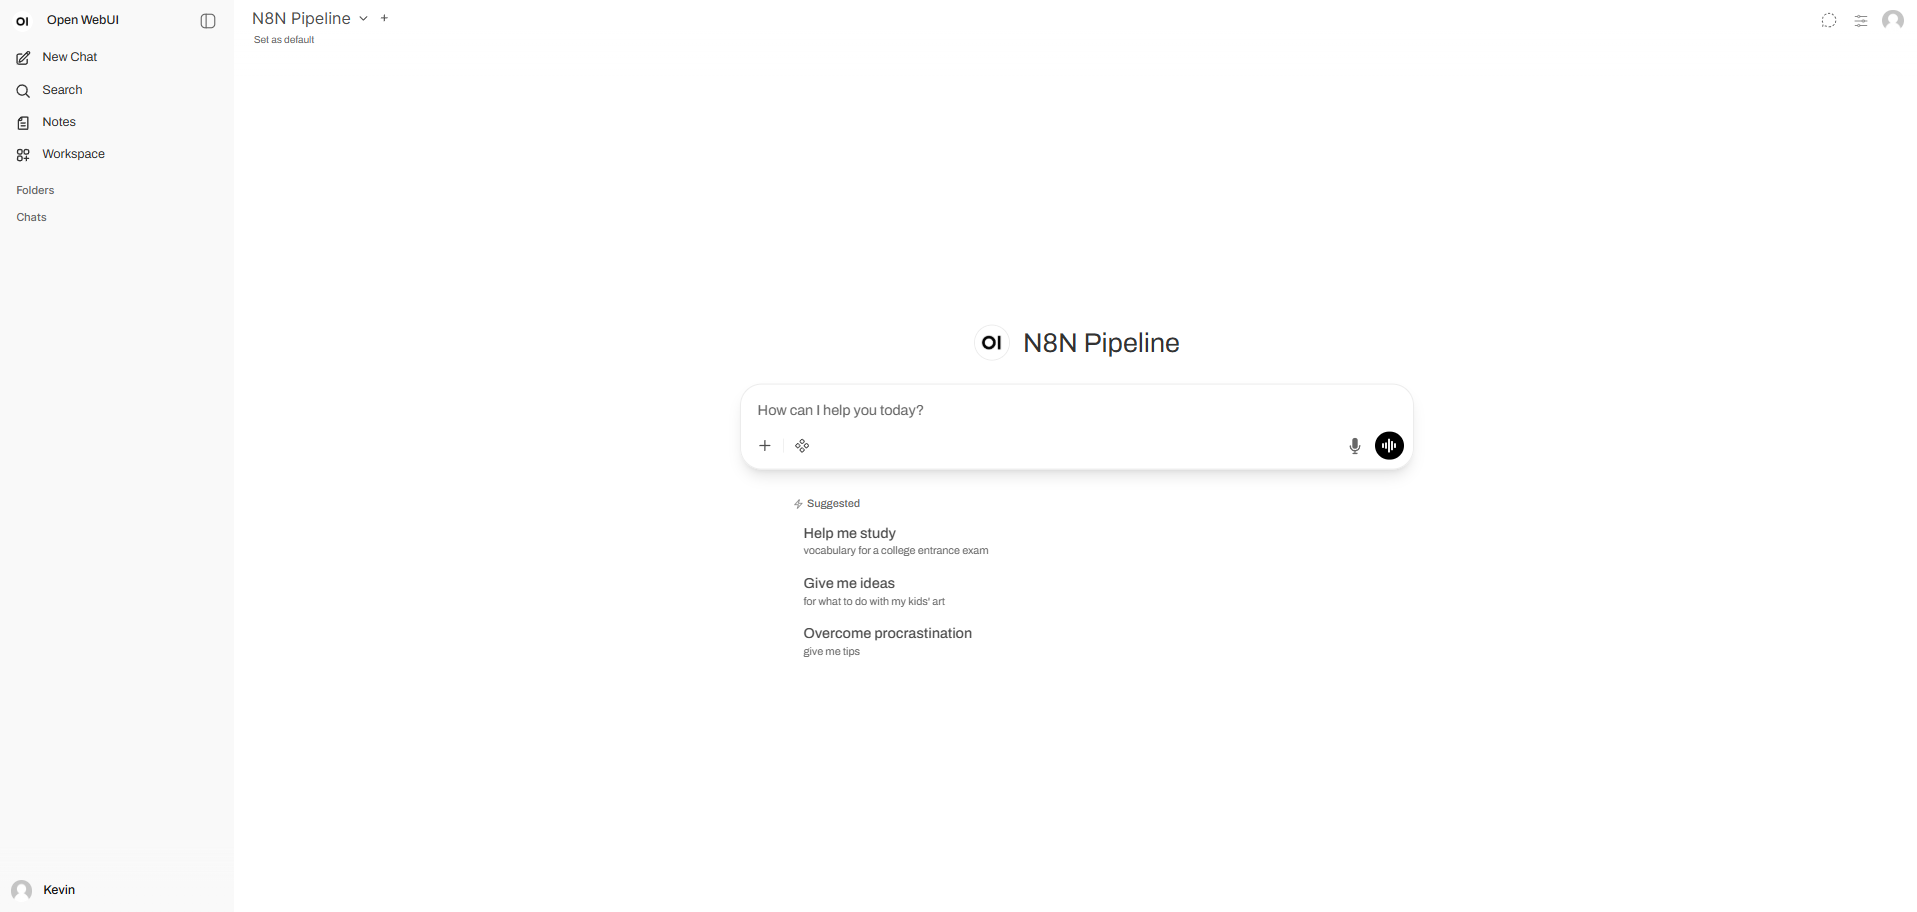 OI Open WebUI
New Chat
Search
Notes
Workspace
Folders
Chats
Kevin
N8N Pipeline
Set as default
OI N8N Pipeline
How can I help you today?
Suggested
Help me study
vocabulary for a college entrance exam
Give me ideas
for what to do with my kids' art
Overcome procrastination
give me tips